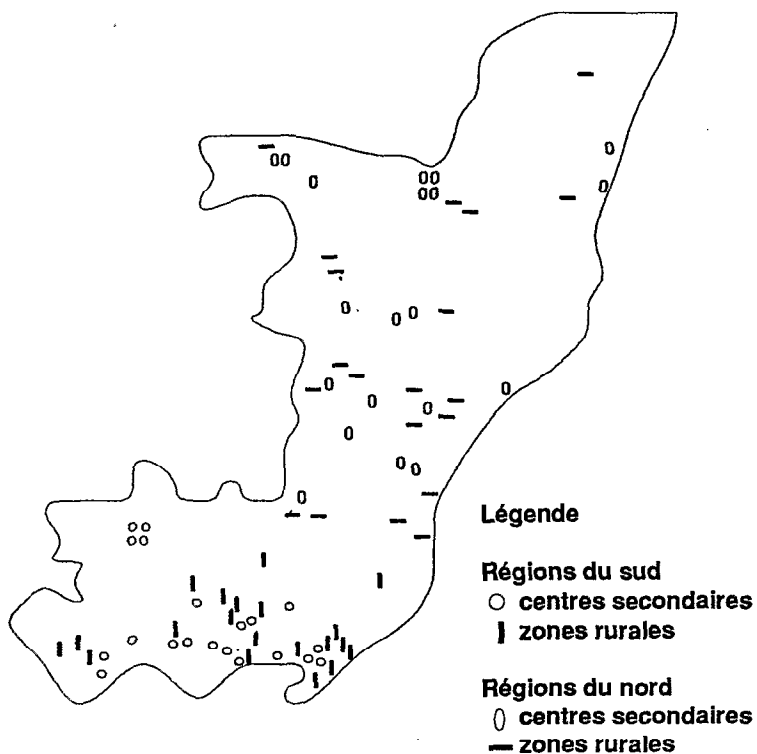 Légende
Régions du sud
centres secondaires
zones rurales
Régions du nord
centres secondaires
zones rurales